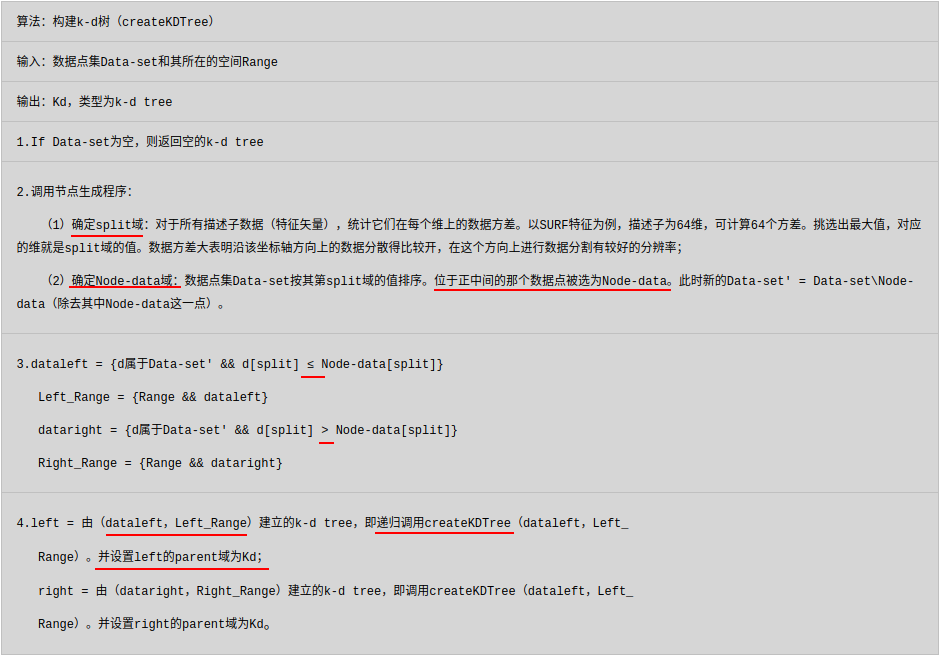 算法：构建k-d树（createKDTree）
输入：数据点集Data-set和其所在的空间Range
输出：Kd，类型为k-d tree
1.If Data-set为空，则返回空的k-d tree
2.调用节点生成程序：
（1）确定split域：对于所有描述子数据（特征矢量），统计它们在每个维上的数据方差。以SURF特征为例，描述子为64维，可计算64个方差。挑选出最大值，对应
的维就是split域的值。数据方差大表明沿该坐标轴方向上的数据分散得比较开，在这个方向上进行数据分割有较好的分辨率；
（2）确定Node-data域：数据点集Data-set按其第split域的值排序。位于正中间的那个数据点被选为Node-data。此时新的Data-set' = Data-set\Node-
data（除去其中Node-data这一点）。
3.dataleft = {d属于Data-set' && d[split] ≤ Node-data[split]}
Left_Range = {Range && dataleft}
dataright = {d属于Data-set' && d[split] > Node-data[split]}
Right_Range = {Range && dataright}
4.left = 由（dataleft，Left_Range）建立的k-d tree，即递归调用createKDTree（dataleft，Left_
Range）。并设置left的parent域为Kd；
right = 由（dataright，Right_Range）建立的k-d tree，即调用createKDTree（dataleft，Left_
Range）。并设置right的parent域为Kd。